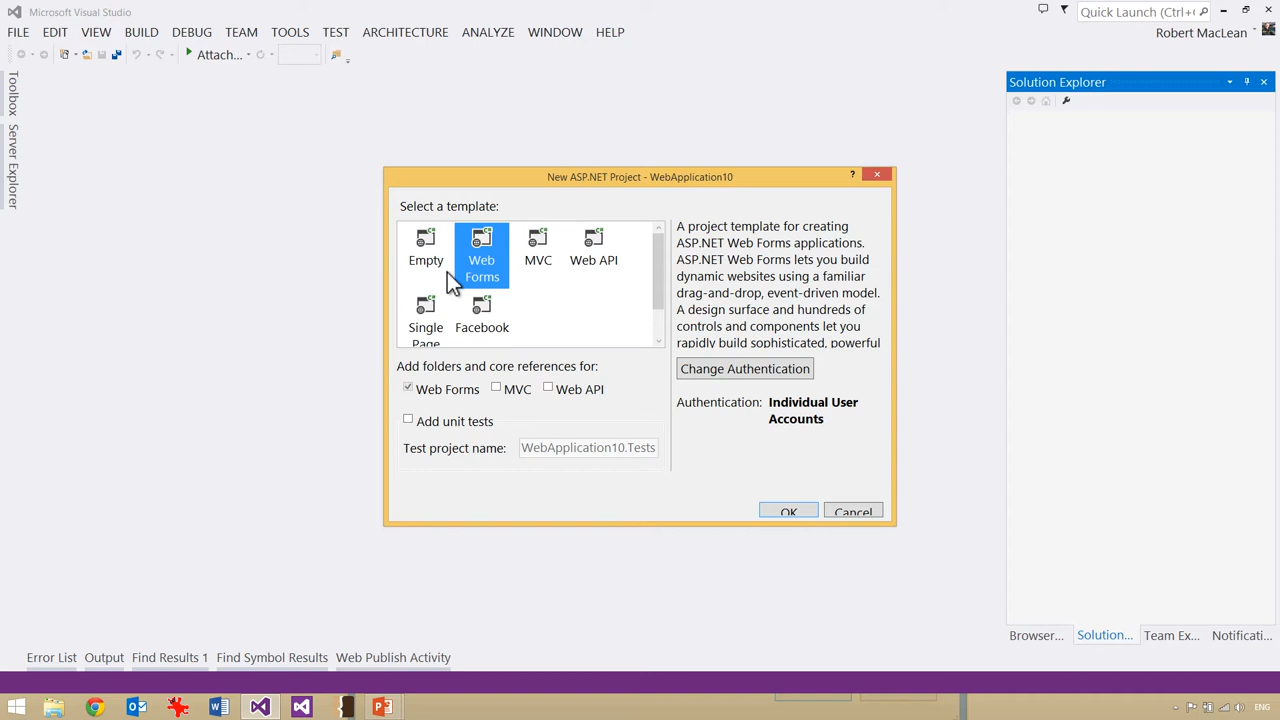 Microsoft Visual Studio
Quick Launch (Ctrl+
FILE EDIT VIEW BUILD DEBUG TEAM TOOLS TEST ARCHITECTURE ANALYZE WINDOW HELP
Robert MacLean
Attach...
Toolbox
Server Explorer
Solution Explorer
New ASP.NET Project - WebApplication10
?
Select a template:
Empty
Web
Forms
MVC
Web API
Single
Page
Facebook
A project template for creating
ASP.NET Web Forms applications.
ASP.NET Web Forms lets you build
dynamic websites using a familiar
drag-and-drop, event-driven model.
A design surface and hundreds of
controls and components let you
rapidly build sophisticated, powerful
Change Authentication
Authentication: Individual User
Accounts
Add folders and core references for:
Web Forms MVC Web API
Add unit tests
Test project name: WebApplication10.Tests
OK Cancel
Browser... Solution... Team Ex... Notificati...
Error List Output Find Results 1 Find Symbol Results Web Publish Activity
ENG